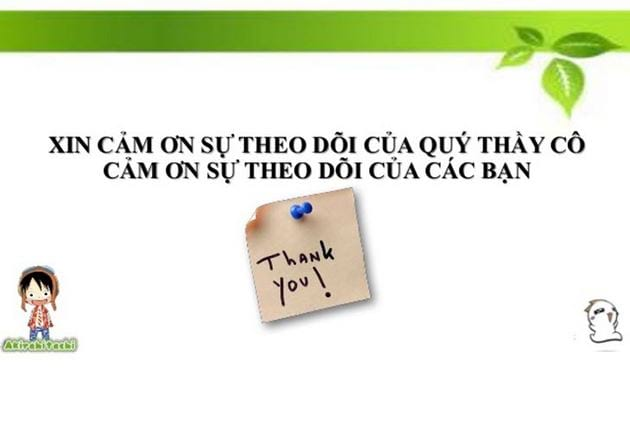 XIN CẢM ƠN SỰ THEO DÕI CỦA QUÝ THẦY CÔ
CẢM ƠN SỰ THEO DÕI CỦA CÁC BẠN
Thank
you!
Akirahitachi